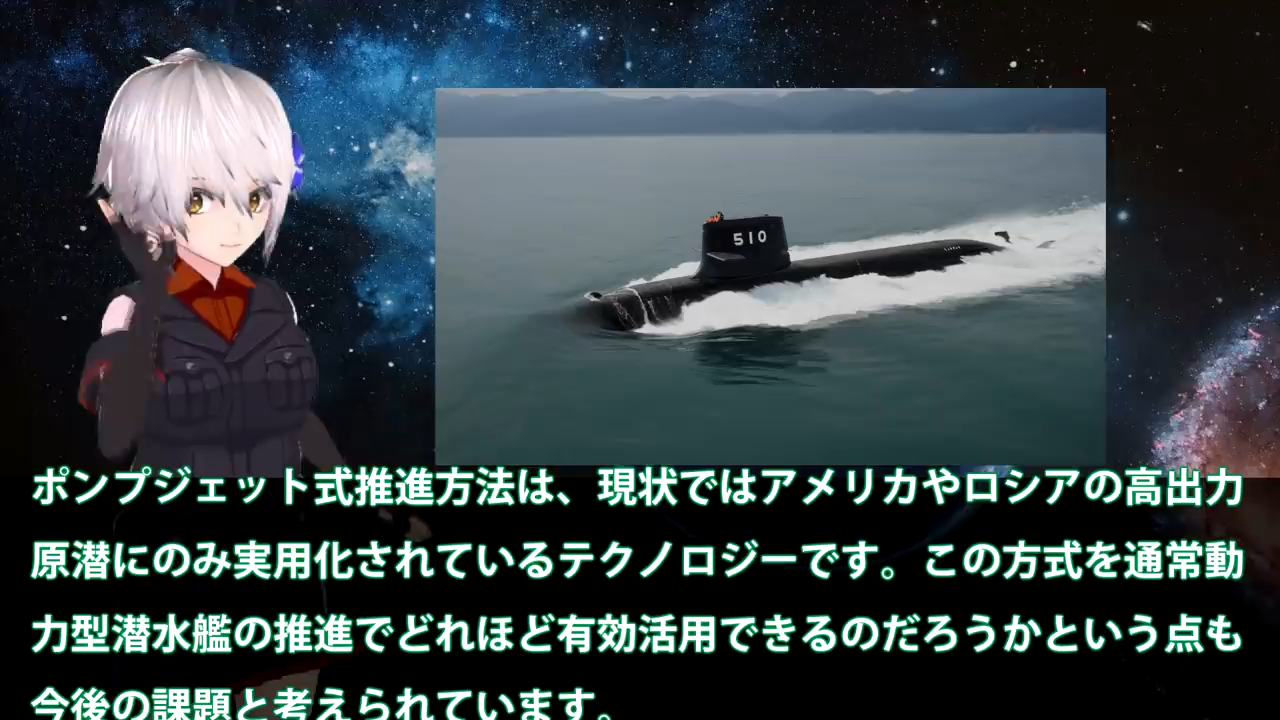 510
ポンプジェット式推進方法は、現状ではアメリカやロシアの高出力
原潜にのみ実用化されているテクノロジーです。この方式を通常動
力型潜水艦の推進でどれほど有効活用できるのだろうかという点も
今後の課題と考えられています。